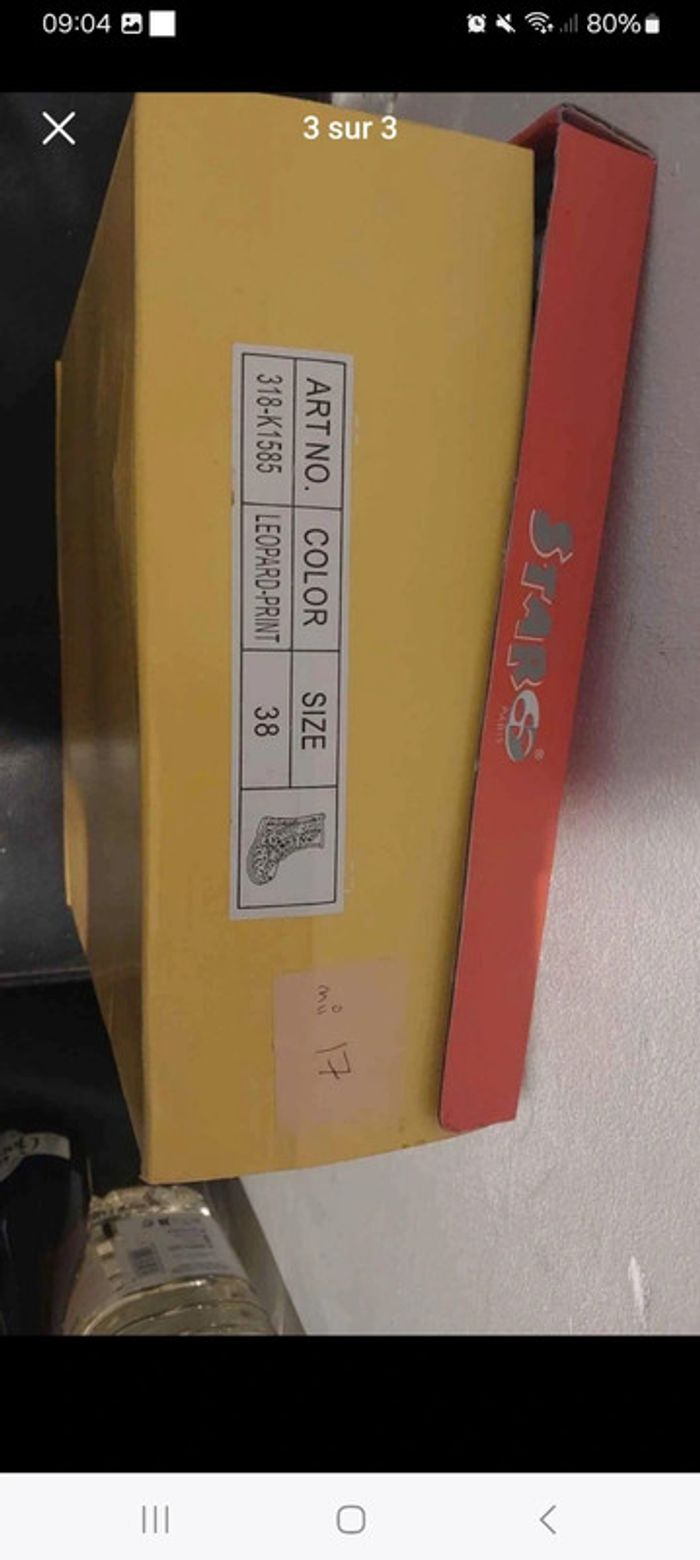 09:04
80%
3 sur 3
STARS
PARIS
®
ART NO. COLOR SIZE
318-K1585 LEOPARD-PRINT 38
17